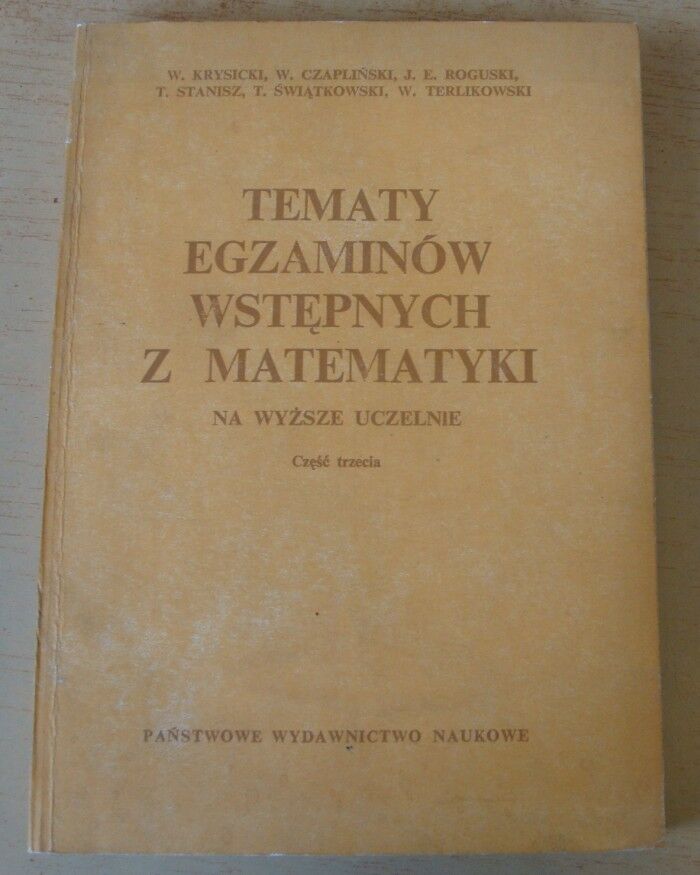 W. KRYSICKI, W. CZAPLIŃSKI, J. E. ROGUSKI,
T. STANISZ, T. ŚWIĄTKOWSKI, W. TERLIKOWSKI
TEMATY
EGZAMINÓW
WSTĘPNYCH
Z MATEMATYKI
NA WYŻSZE UCZELNIE
Część trzecia
PAŃSTWOWE WYDAWNICTWO NAUKOWE